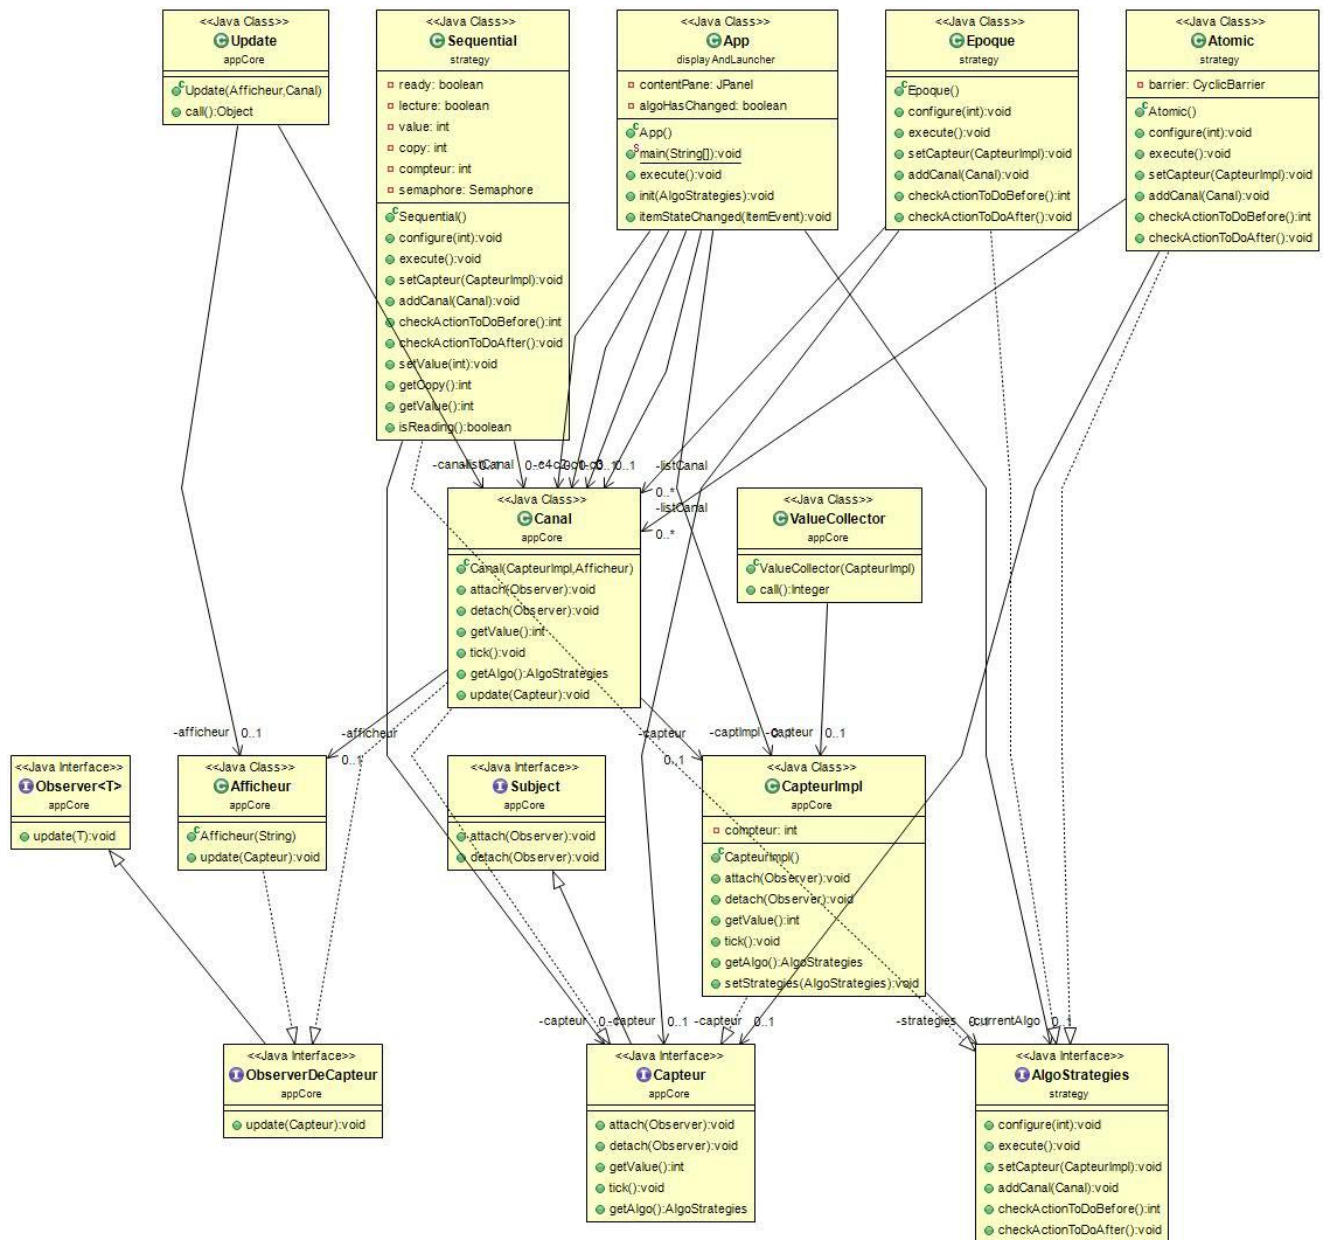 <<Java Class>>
Update
appCore
Update(Afficheur,Canal)
call():Object
<<Java Class>>
Sequential
strategy
ready: boolean
lecture: boolean
value: int
copy: int
compteur: int
semaphore: Semaphore
Sequential()
configure(int):void
execute():void
setCapteur(CapteurImpl):void
addCanal(Canal):void
checkActionToDoBefore():int
checkActionToDoAfter():void
setValue(int):void
getCopy():int
getValue():int
isReading():boolean
<<Java Class>>
App
displayAndLauncher
contentPane: JPanel
algoHasChanged: boolean
App()
main(String[]):void
execute():void
init(AlgoStrategies):void
itemStateChanged(ItemEvent):void
<<Java Class>>
Epoque
strategy
Epoque()
configure(int):void
execute():void
setCapteur(CapteurImpl):void
addCanal(Canal):void
checkActionToDoBefore():int
checkActionToDoAfter():void
<<Java Class>>
Atomic
strategy
barrier: CyclicBarrier
Atomic()
configure(int):void
execute():void
setCapteur(CapteurImpl):void
addCanal(Canal):void
checkActionToDoBefore():int
checkActionToDoAfter():void
-listCanal
0..*
-listCanal
0..*
<<Java Class>>
Canal
appCore
Canal(CapteurImpl,Afficheur)
attach(Observer):void
detach(Observer):void
getValue():int
tick():void
getAlgo():AlgoStrategies
update(Capteur):void
<<Java Class>>
ValueCollector
appCore
ValueCollector(CapteurImpl)
call():Integer
-afficheur
0..1
-afficheur
0..1
-capteur
0..1
-captImpl
-capteur
0..1
<<Java Interface>>
Observer<T>
appCore
update(T):void
<<Java Class>>
Afficheur
appCore
Afficheur(String)
update(Capteur):void
<<Java Interface>>
Subject
appCore
attach(Observer):void
detach(Observer):void
<<Java Class>>
CapteurImpl
appCore
compteur: int
CapteurImpl()
attach(Observer):void
detach(Observer):void
getValue():int
tick():void
getAlgo():AlgoStrategies
setStrategies(AlgoStrategies):void
-capteur
-capteur
0..1
-capteur
0..1
-strategies
-currentAlgo
0..1
<<Java Interface>>
ObserverDeCapteur
appCore
update(Capteur):void
<<Java Interface>>
Capteur
appCore
attach(Observer):void
detach(Observer):void
getValue():int
tick():void
getAlgo():AlgoStrategies
<<Java Interface>>
AlgoStrategies
strategy
configure(int):void
execute():void
setCapteur(CapteurImpl):void
addCanal(Canal):void
checkActionToDoBefore():int
checkActionToDoAfter():void